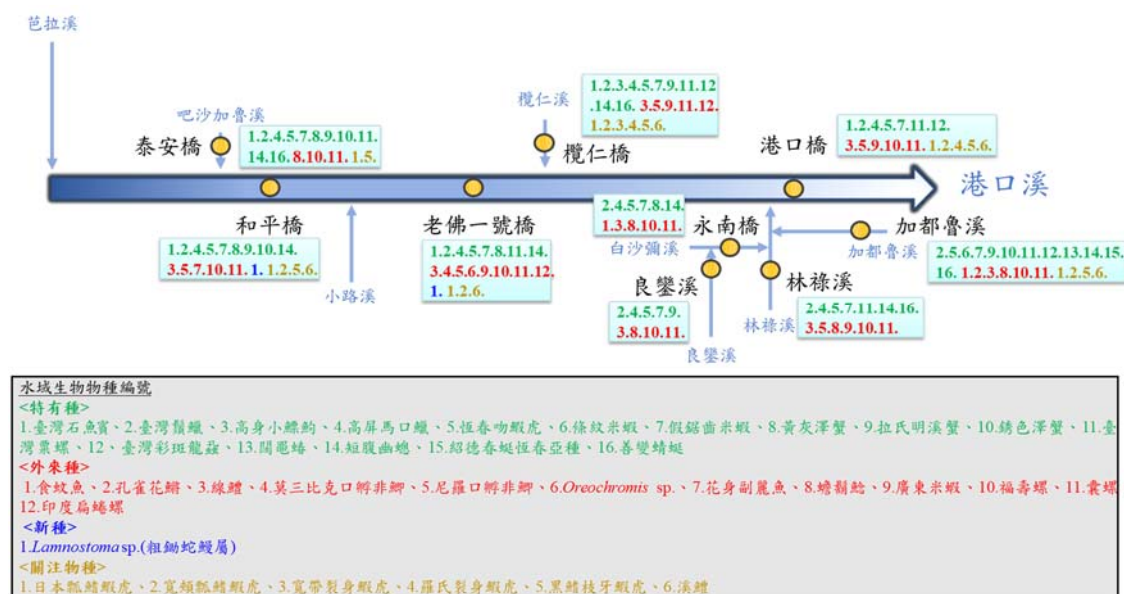 芭拉溪
吧沙加魯溪
泰安橋
1.2.4.5.7.8.9.10.11.
14.16. 8.10.11. 1.5.
欖仁溪
欖仁橋
1.2.3.4.5.7.9.11.12
.14.16. 3.5.9.11.12.
1.2.3.4.5.6.
港口橋
1.2.4.5.7.11.12.
3.5.9.10.11. 1.2.4.5.6.
港口溪
和平橋
1.2.4.5.7.8.9.10.14.
3.5.7.10.11. 1. 1.2.5.6.
小路溪
老佛一號橋
1.2.4.5.7.8.11.14.
3.4.5.6.9.10.11.12.
1. 1.2.6.
2.4.5.7.8.14.
1.3.8.10.11.
永南橋
白沙彌溪
良鑾溪
2.4.5.7.9.
3.8.10.11.
良鑾溪
加都魯溪
加都魯溪
2.5.6.7.9.10.11.12.13.14.15.
16. 1.2.3.8.10.11. 1.2.5.6.
林祿溪
林祿溪
2.4.5.7.11.14.16.
3.5.8.9.10.11.
水域生物物種編號
<特有種>
1.臺灣石魚賓、2.臺灣鬚鱲、3.高身小鰾鮈、4.高屏馬口鱲、5.恆春吻蝦虎、6.條紋米蝦、7.假鋸齒米蝦、8.黃灰澤蟹、9.拉氏明溪蟹、10.鏽色澤蟹、11.臺
灣粟螺、12、臺灣彩斑龍蝨、13.闊黽蝽、14.短腹幽蟌、15.紹德春蜓恆春亞種、16.善變蜻蜓
<外來種>
1.食蚊魚、2.孔雀花鱂、3.線鱧、4.莫三比克口孵非鯽、5.尼羅口孵非鯽、6.Oreochromis sp.、7.花身副麗魚、8.蟾鬍鯰、9.廣東米蝦、10.福壽螺、11.囊螺
12.印度扁蜷螺
<新種>
1.Lamnostoma sp.(粗鋤蛇鰻屬)
<關注物種>
1.日本瓢鰭蝦虎、2.寬頰瓢鰭蝦虎、3.寬帶裂身蝦虎、4.羅氏裂身蝦虎、5.黑鰭枝牙蝦虎、6.溪鱧